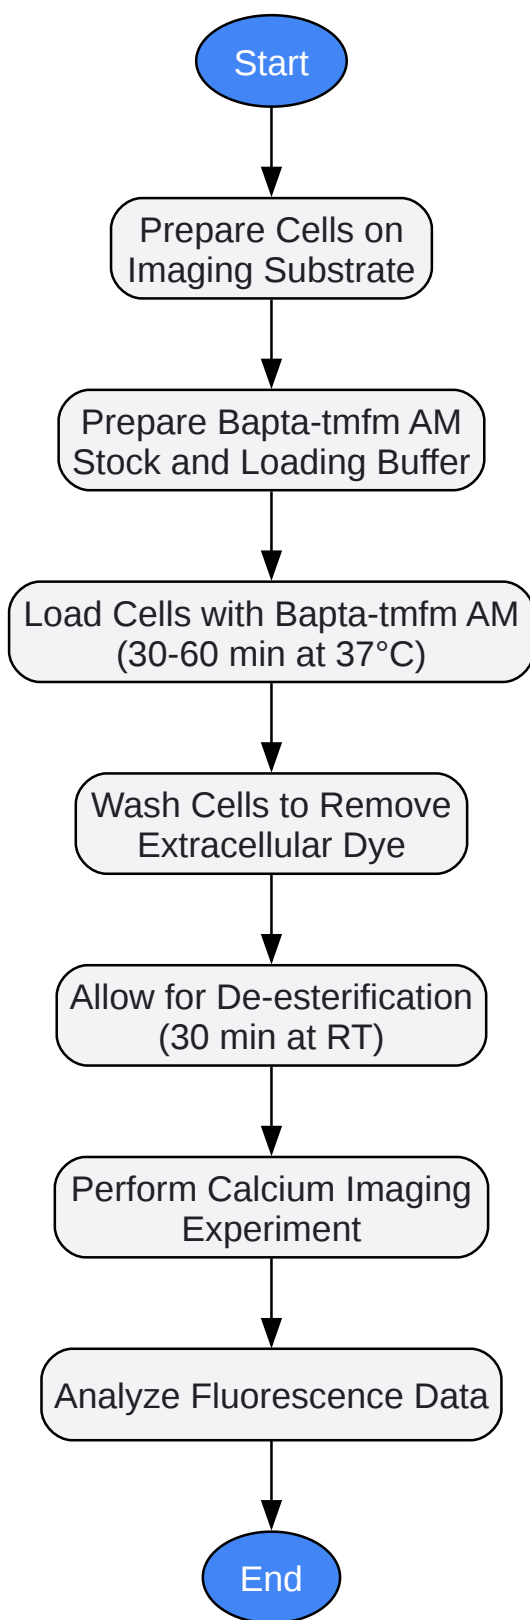 Start
Prepare Cells on
Imaging Substrate
Prepare Bapta-tmfm AM
Stock and Loading Buffer
Load Cells with Bapta-tmfm AM
(30-60 min at 37°C)
Wash Cells to Remove
Extracellular Dye
Allow for De-esterification
(30 min at RT)
Perform Calcium Imaging
Experiment
Analyze Fluorescence Data
End